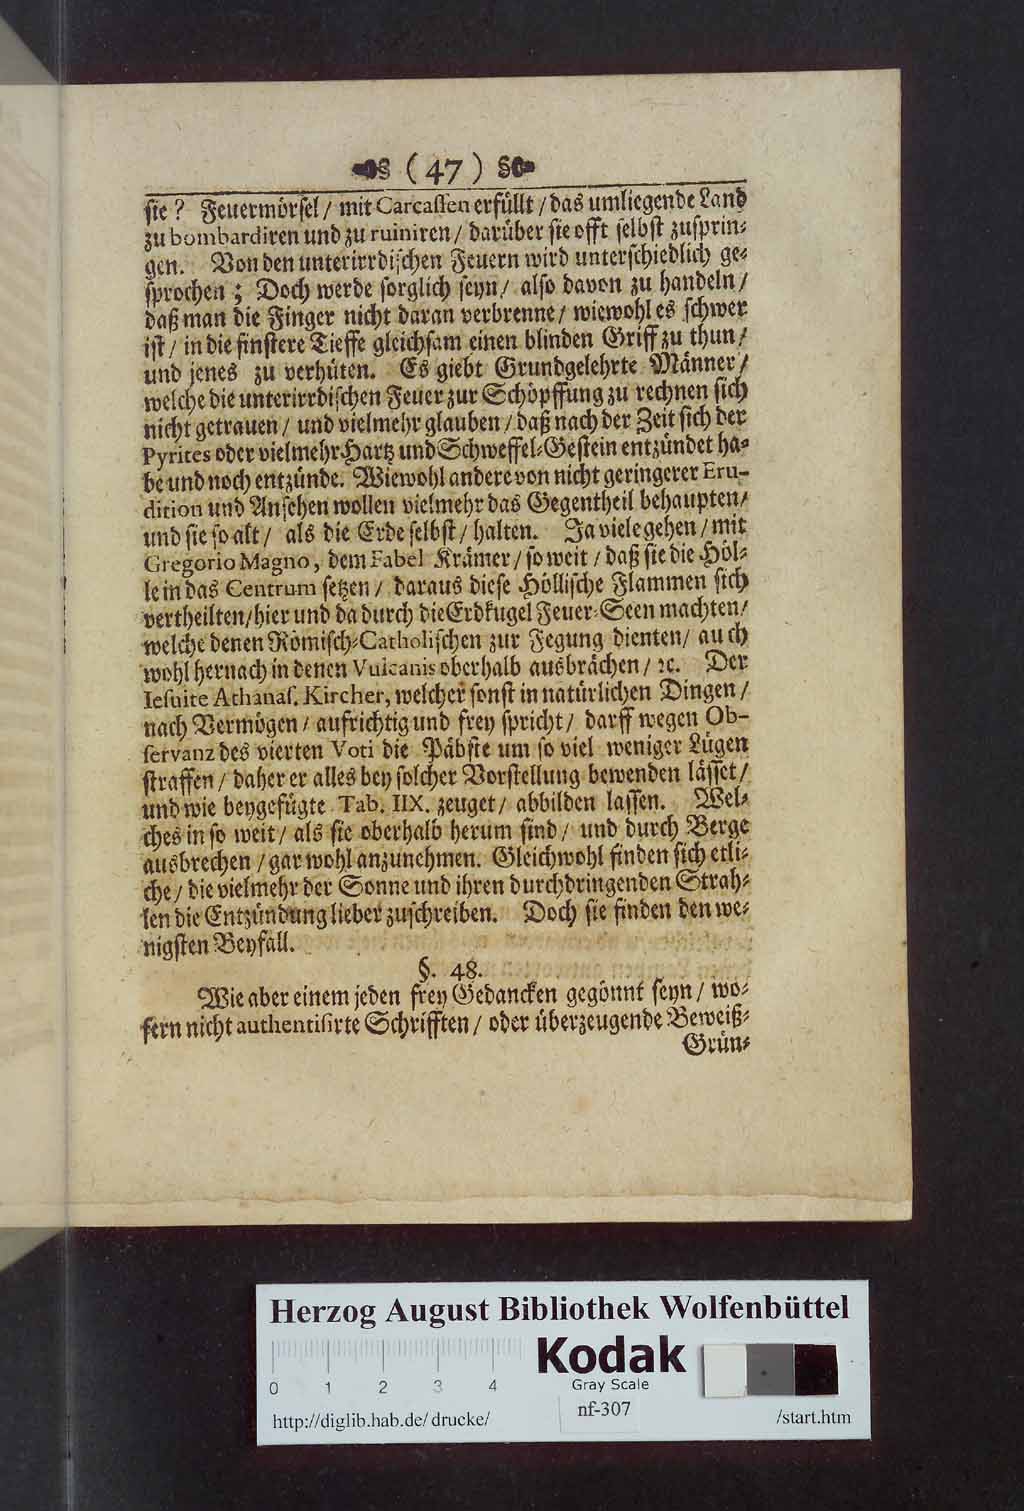 ( 47 )
sie? Feuermörsel / mit Carcassen erfüllt / das umliegende Land
zu bombardiren und zu ruiniren / darüber sie offt selbst zusprin-
gen. Von den unterirrdischen Feuern wird unterschiedlich ge-
sprochen; Doch werde sorglich seyn / also davon zu handeln /
daß man die Finger nicht daran verbrenne / wiewohl es schwer
ist / in die finstere Tieffe gleichsam einen blinden Griff zu thun /
und jenes zu verhüten. Es giebt Grundgelehrte Männer /
welche die unterirrdischen Feuer zur Schöpffung zu rechnen sich
nicht getrauen / und vielmehr glauben / daß nach der Zeit sich der
Pyrites oder vielmehr Hartz und Schweffel-Gestein entzündet ha-
be und noch entzünde. Wiewohl andere von nicht geringerer Eru-
dition und Ansehen wollen vielmehr das Gegentheil behaupten /
und sie so alt / als die Erde selbst / halten. Ja viele gehen / mit
Gregorio Magno, dem Fabel Krämer / so weit / daß sie die Höl-
le in das Centrum setzen / daraus diese Höllische Flammen sich
vertheilten / hier und da durch die Erdkugel Feuer-Seen machten /
welche denen Römisch-Catholischen zur Fegung dienten / auch
wohl hernach in denen Vulcanis oberhalb ausbrächen / ꝛc. Der
Iesuite Athanas. Kircher, welcher sonst in natürlichen Dingen /
nach Vermögen / aufrichtig und frey spricht / darff wegen Ob-
servanz des vierten Voti die Päbste um so viel weniger Lügen
straffen / daher er alles bey solcher Vorstellung bewenden lässet /
und wie beygefügte Tab. IIX. zeuget / abbilden lassen. Wel-
ches in so weit / als sie oberhalb herum sind / und durch Berge
ausbrechen / gar wohl anzunehmen. Gleichwohl finden sich etli-
che / die vielmehr der Sonne und ihren durchdringenden Strah-
len die Entzündung lieber zuschreiben. Doch sie finden den we-
nigsten Beyfall.
§. 48.
Wie aber einem jeden frey Gedancken gegönnt seyn / wo-
fern nicht authentisirte Schrifften / oder überzeugende Beweiß-
Grün-
Herzog August Bibliothek Wolfenbüttel
0 1 2 3 4
Kodak
Gray Scale
nf-307
http://diglib.hab.de/drucke/
/start.htm